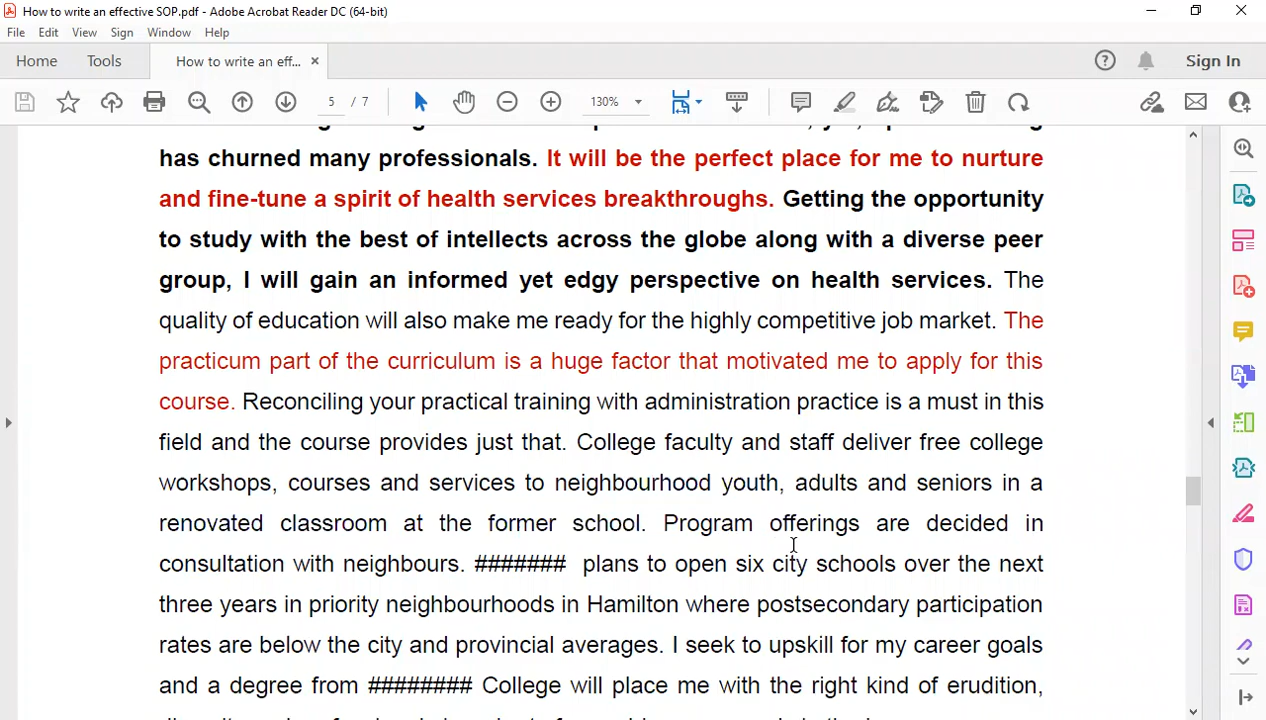 How to write an effective SOP.pdf - Adobe Acrobat Reader DC (64-bit)
File Edit View Sign Window Help
Home Tools How to write an eff... × Sign In
5 / 7 130%
has churned many professionals. It will be the perfect place for me to nurture
and fine-tune a spirit of health services breakthroughs. Getting the opportunity
to study with the best of intellects across the globe along with a diverse peer
group, I will gain an informed yet edgy perspective on health services. The
quality of education will also make me ready for the highly competitive job market. The
practicum part of the curriculum is a huge factor that motivated me to apply for this
course. Reconciling your practical training with administration practice is a must in this
field and the course provides just that. College faculty and staff deliver free college
workshops, courses and services to neighbourhood youth, adults and seniors in a
renovated classroom at the former school. Program offerings are decided in
consultation with neighbours. ####### plans to open six city schools over the next
three years in priority neighbourhoods in Hamilton where postsecondary participation
rates are below the city and provincial averages. I seek to upskill for my career goals
and a degree from ######## College will place me with the right kind of erudition,